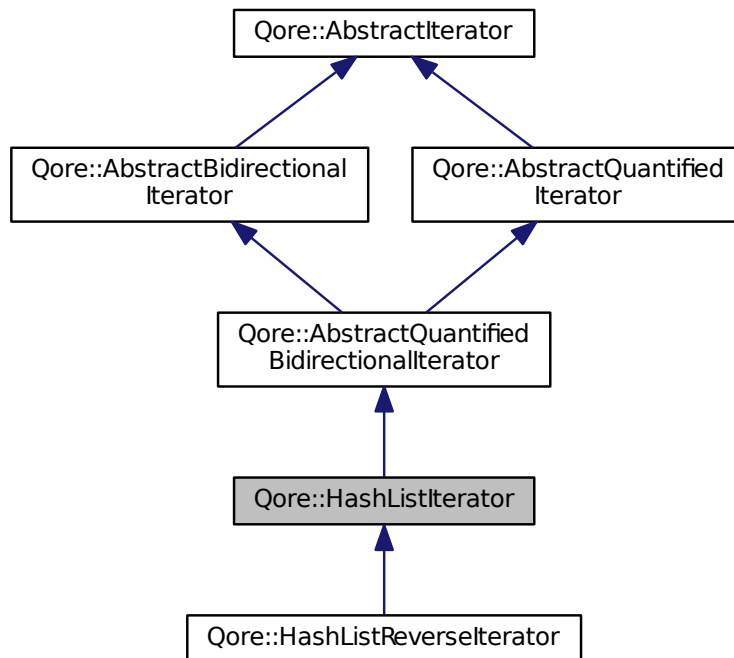 Qore::AbstractIterator
Qore::AbstractBidirectional
Iterator
Qore::AbstractQuantified
Iterator
Qore::AbstractQuantified
BidirectionalIterator
Qore::HashListIterator
Qore::HashListReverseIterator